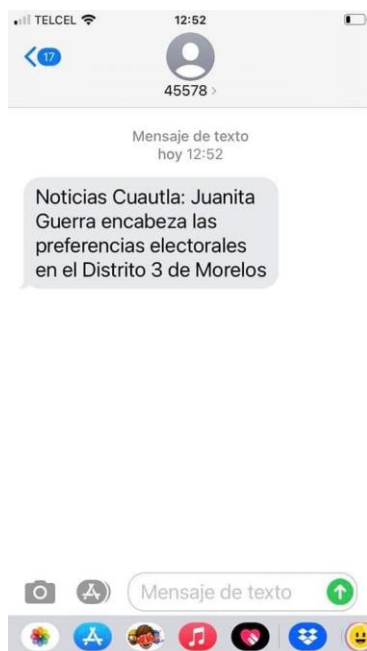 TELCEL 12:52
17
45578 >
Mensaje de texto
hoy 12:52
Noticias Cuautla: Juanita
Guerra encabeza las
preferencias electorales
en el Distrito 3 de Morelos
Mensaje de texto